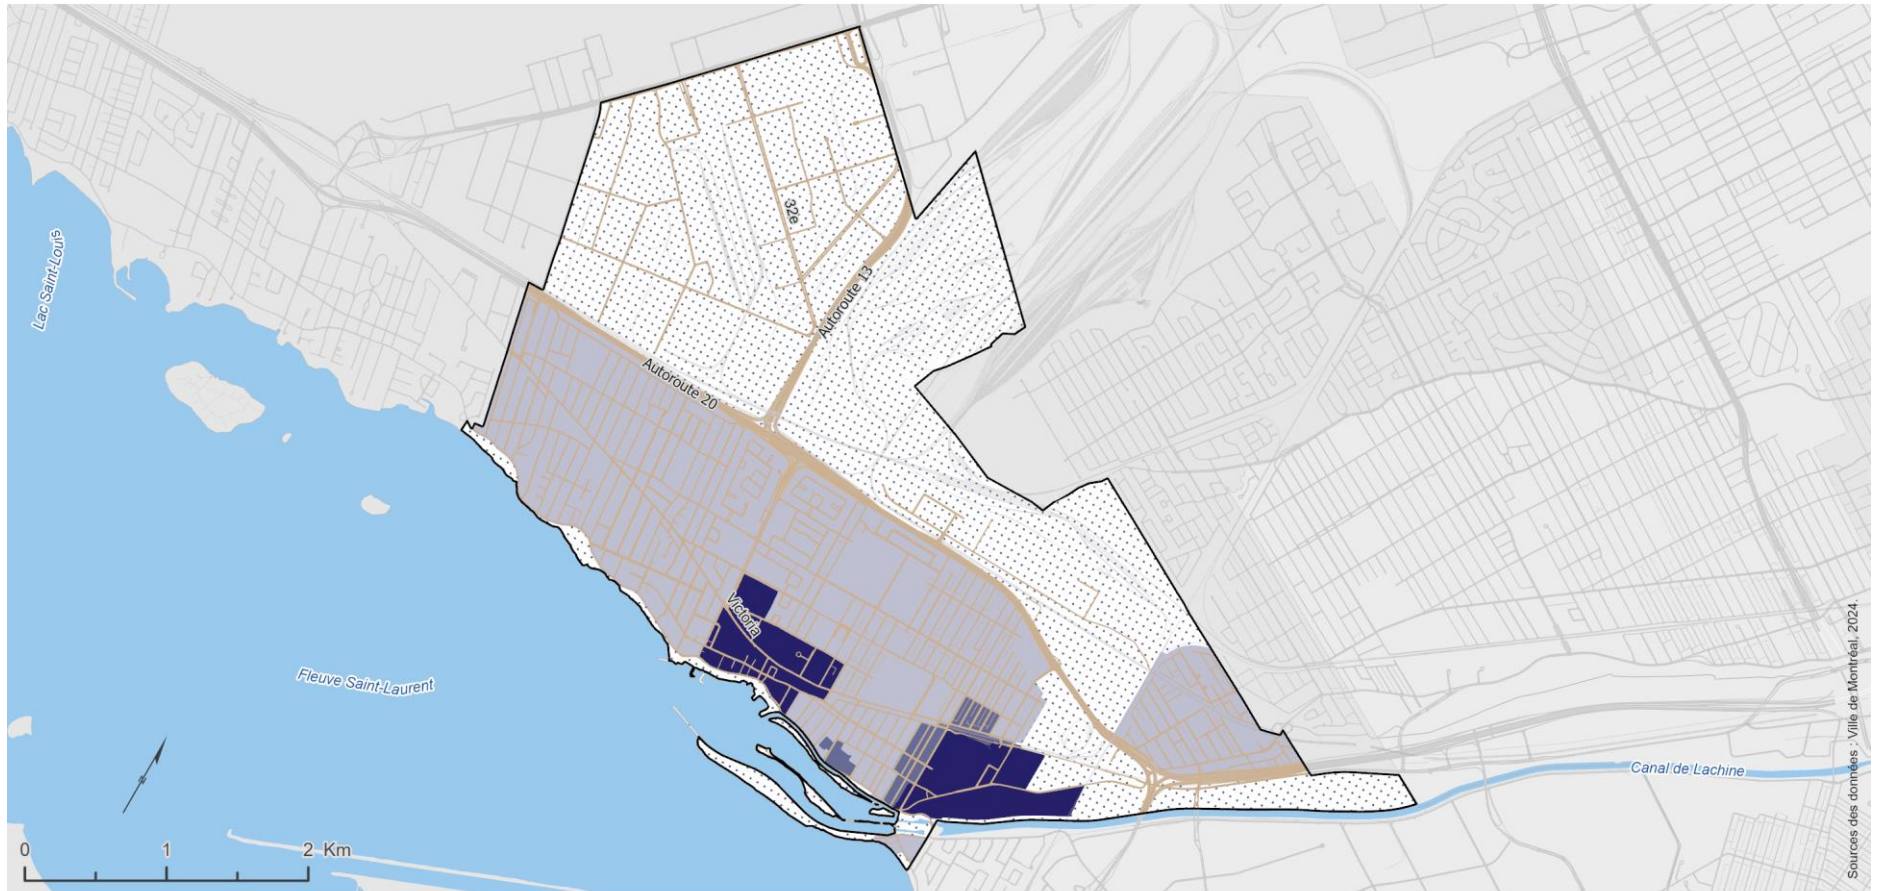 32e
Lac Saint-Louis
Autoroute 13
Autoroute 20
Victoria
Fleuve Saint-Laurent
Canal de Lachine
N
0 1 2 Km
Sources des données : Ville de Montréal, 2024.